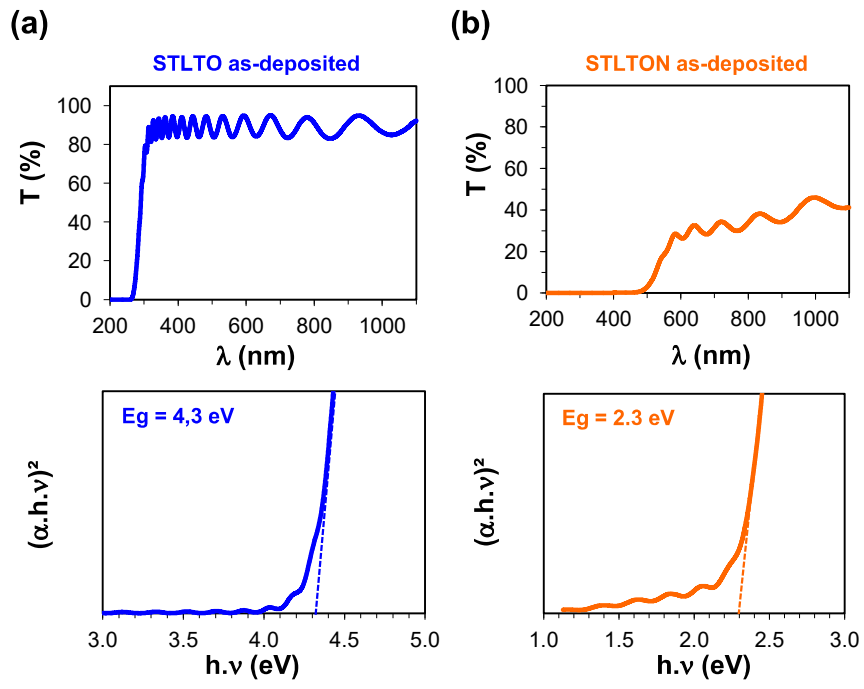 (a)
STLTO as-deposited
100
80
60
40
20
0
T (%)
200 400 600 800 1000
λ (nm)
Eg = 4,3 eV
(α.h.ν)²
3.0 3.5 4.0 4.5 5.0
h.ν (eV)
(b)
STLTON as-deposited
100
80
60
40
20
0
T (%)
200 400 600 800 1000
λ (nm)
Eg = 2.3 eV
(α.h.ν)²
1.0 1.5 2.0 2.5 3.0
h.ν (eV)